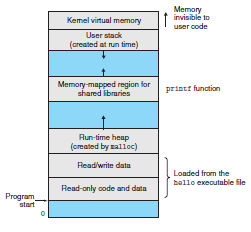 Kernel virtual memory
Memory
invisible to
user code
User stack
(created at run time)
Memory-mapped region for
shared libraries
printf function
Run-time heap
(created by malloc)
Read/write data
Loaded from the
hello executable file
Read-only code and data
Program
start
0